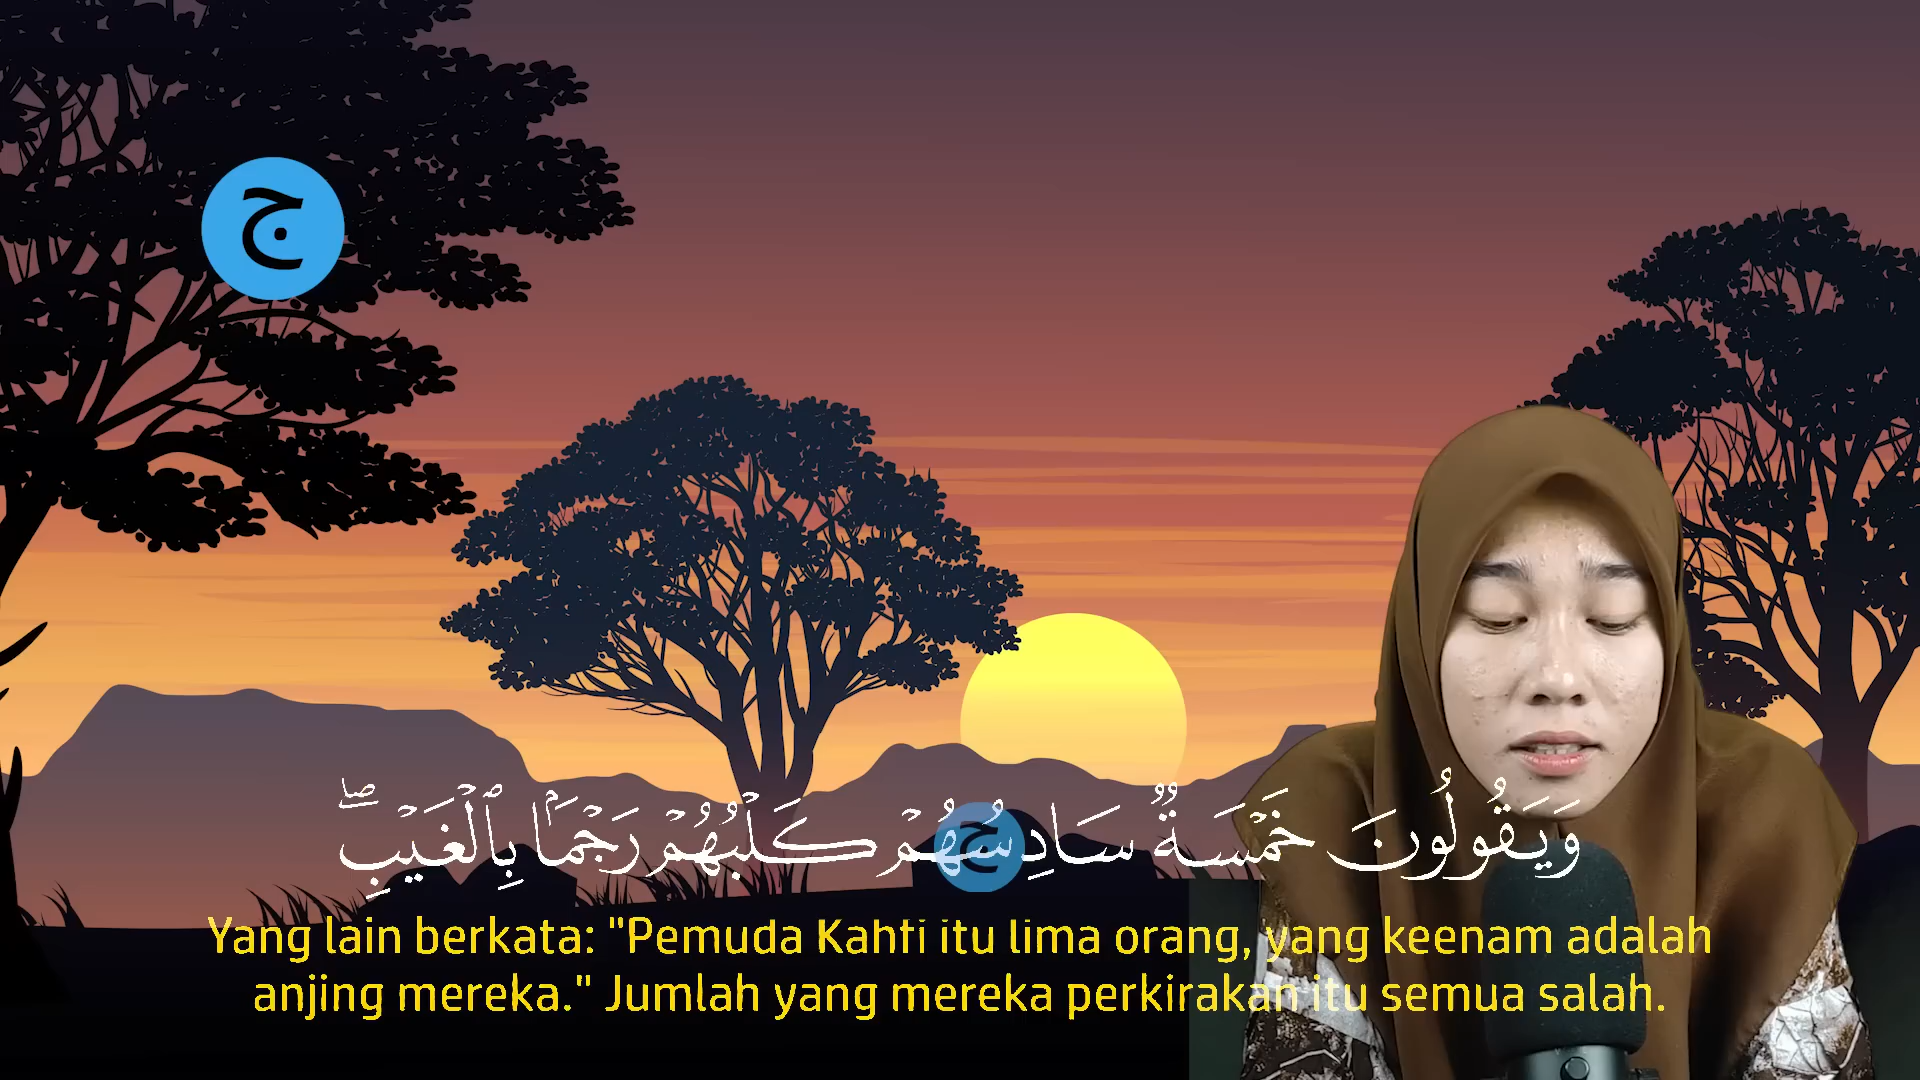 ج
وَيَقُولُونَ خَمْسَةٌ سَادِسُهُمْ كَلْبُهُمْ رَجْمًۢا بِٱلْغَيْبِ ۖ
ج
Yang lain berkata: "Pemuda Kahfi itu lima orang, yang keenam adalah
anjing mereka." Jumlah yang mereka perkirakan itu semua salah.